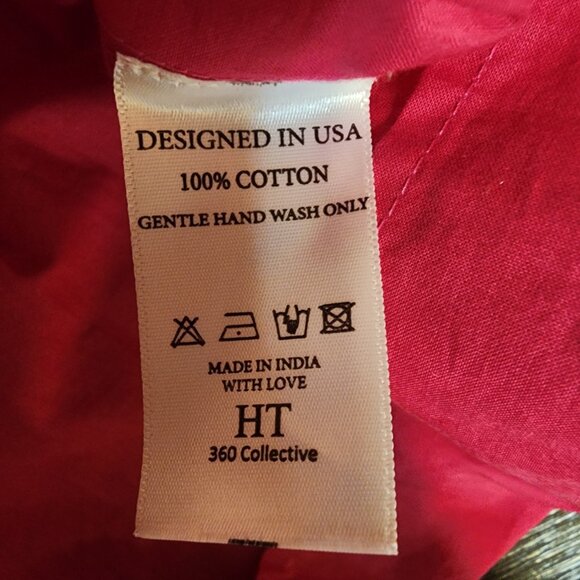 DESIGNED IN USA
100% COTTON
GENTLE HAND WASH ONLY
MADE IN INDIA
WITH LOVE
HT
360 Collective